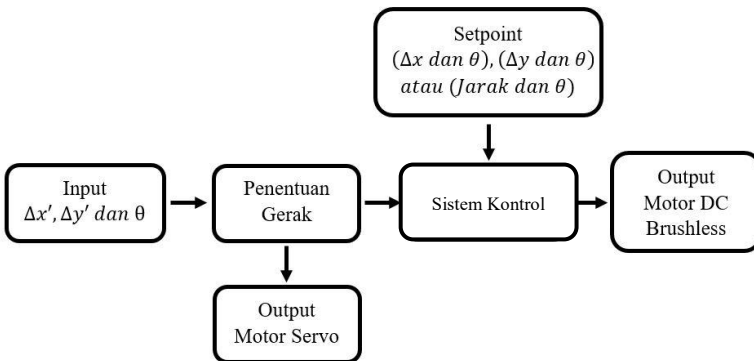 Setpoint
(Δx dan θ), (Δy dan θ)
atau (Jarak dan θ)
Input
Δx′, Δy′ dan θ
Penentuan
Gerak
Sistem Kontrol
Output
Motor DC
Brushless
Output
Motor Servo